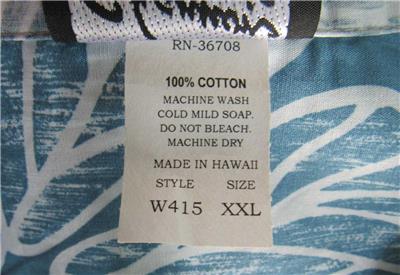 RN-36708
100% COTTON
MACHINE WASH
COLD MILD SOAP.
DO NOT BLEACH.
MACHINE DRY
MADE IN HAWAII
STYLE SIZE
W415 XXL